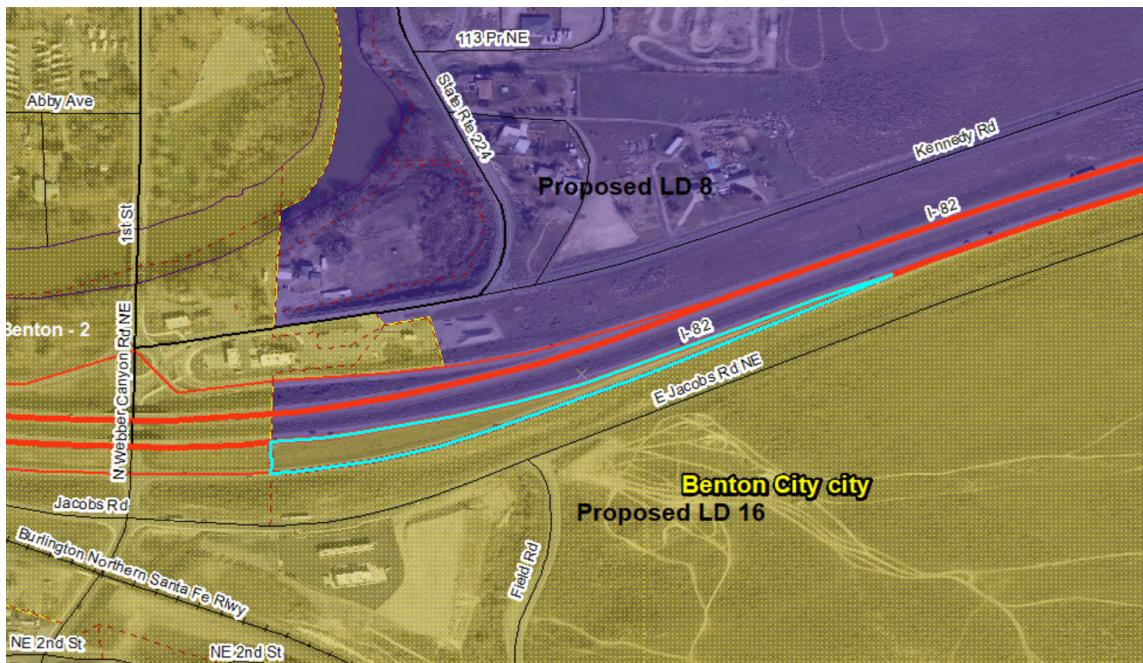 113 Pr NE
Abby Ave
State Rte 224
Kennedy Rd
Proposed LD 8
1st St
I-82
Benton - 2
I-82
N Webber Canyon Rd NE
E Jacobs Rd NE
Benton City city
Jacobs Rd
Proposed LD 16
Burlington Northern Santa Fe Rlwy
Field Rd
NE 2nd St
NE 2nd St